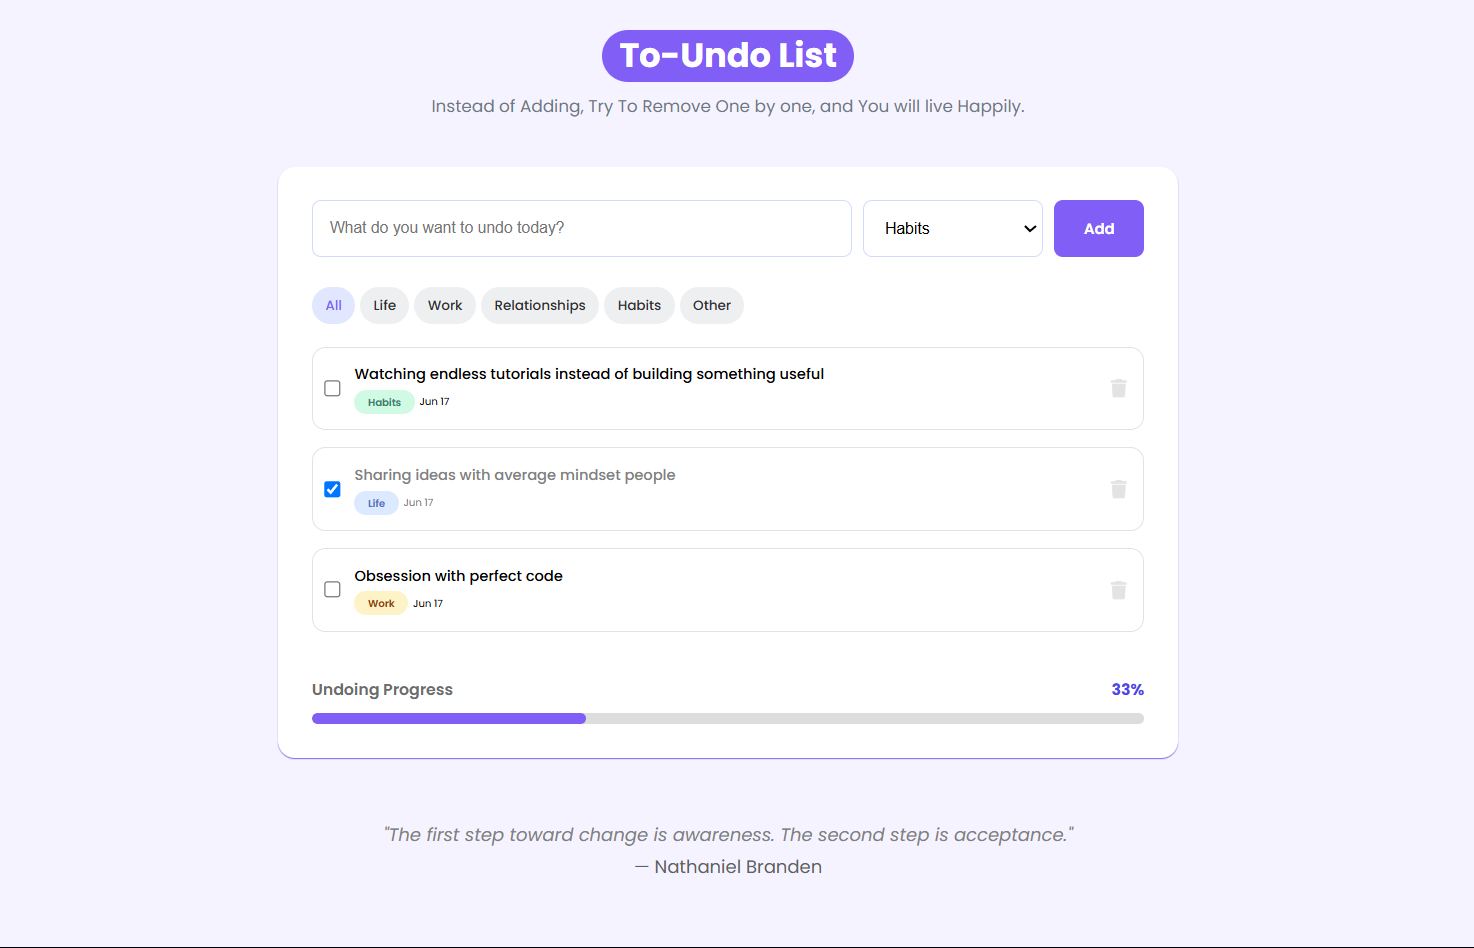 To-Undo List
Instead of Adding, Try To Remove One by one, and You will live Happily.
What do you want to undo today?
Habits
Add
All
Life
Work
Relationships
Habits
Other
Watching endless tutorials instead of building something useful
Habits Jun 17
Sharing ideas with average mindset people
Life Jun 17
Obsession with perfect code
Work Jun 17
Undoing Progress 33%
"The first step toward change is awareness. The second step is acceptance."
— Nathaniel Branden